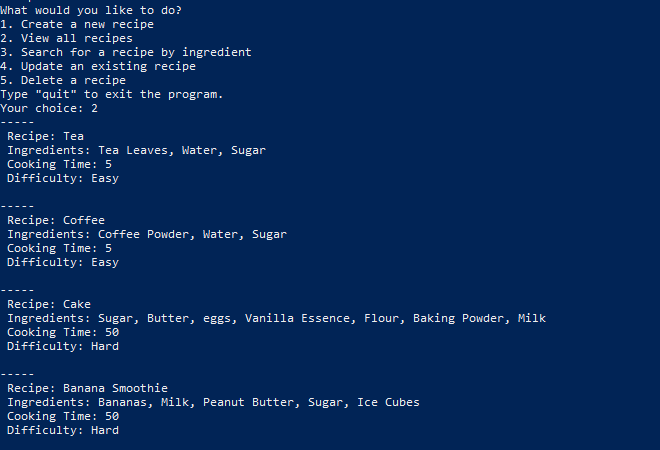 What would you like to do?
1. Create a new recipe
2. View all recipes
3. Search for a recipe by ingredient
4. Update an existing recipe
5. Delete a recipe
Type "quit" to exit the program.
Your choice: 2
-----
Recipe: Tea
Ingredients: Tea Leaves, Water, Sugar
Cooking Time: 5
Difficulty: Easy
-----
Recipe: Coffee
Ingredients: Coffee Powder, Water, Sugar
Cooking Time: 5
Difficulty: Easy
-----
Recipe: Cake
Ingredients: Sugar, Butter, eggs, Vanilla Essence, Flour, Baking Powder, Milk
Cooking Time: 50
Difficulty: Hard
-----
Recipe: Banana Smoothie
Ingredients: Bananas, Milk, Peanut Butter, Sugar, Ice Cubes
Cooking Time: 50
Difficulty: Hard